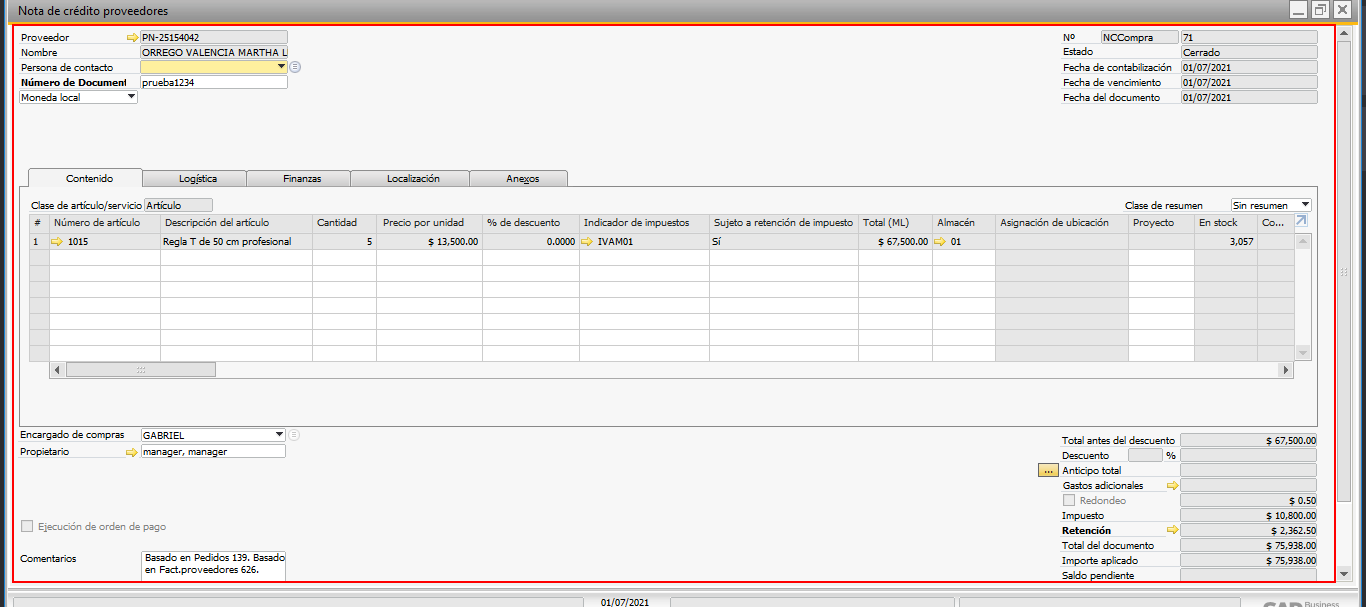 Nota de crédito proveedores
Proveedor PN-25154042 Nº NCCompra 71
Nombre ORREGO VALENCIA MARTHA L Estado Cerrado
Persona de contacto Fecha de contabilización 01/07/2021
Número de Document prueba1234 Fecha de vencimiento 01/07/2021
Moneda local Fecha del documento 01/07/2021
Contenido Logística Finanzas Localización Anexos
Clase de artículo/servicio Artículo Clase de resumen Sin resumen
# Número de artículo Descripción del artículo Cantidad Precio por unidad % de descuento Indicador de impuestos Sujeto a retención de impuesto Total (ML) Almacén Asignación de ubicación Proyecto En stock Co...
1 1015 Regla T de 50 cm profesional 5 $ 13,500.00 0.0000 IVAM01 Sí $ 67,500.00 01 3,057
Encargado de compras GABRIEL Total antes del descuento $ 67,500.00
Propietario manager, manager Descuento %
... Anticipo total
Gastos adicionales
Redondeo $ 0.50
Impuesto $ 10,800.00
Ejecución de orden de pago Retención $ 2,362.50
Total del documento $ 75,938.00
Comentarios Basado en Pedidos 139. Basado Importe aplicado $ 75,938.00
en Fact.proveedores 626. Saldo pendiente
01/07/2021 Business